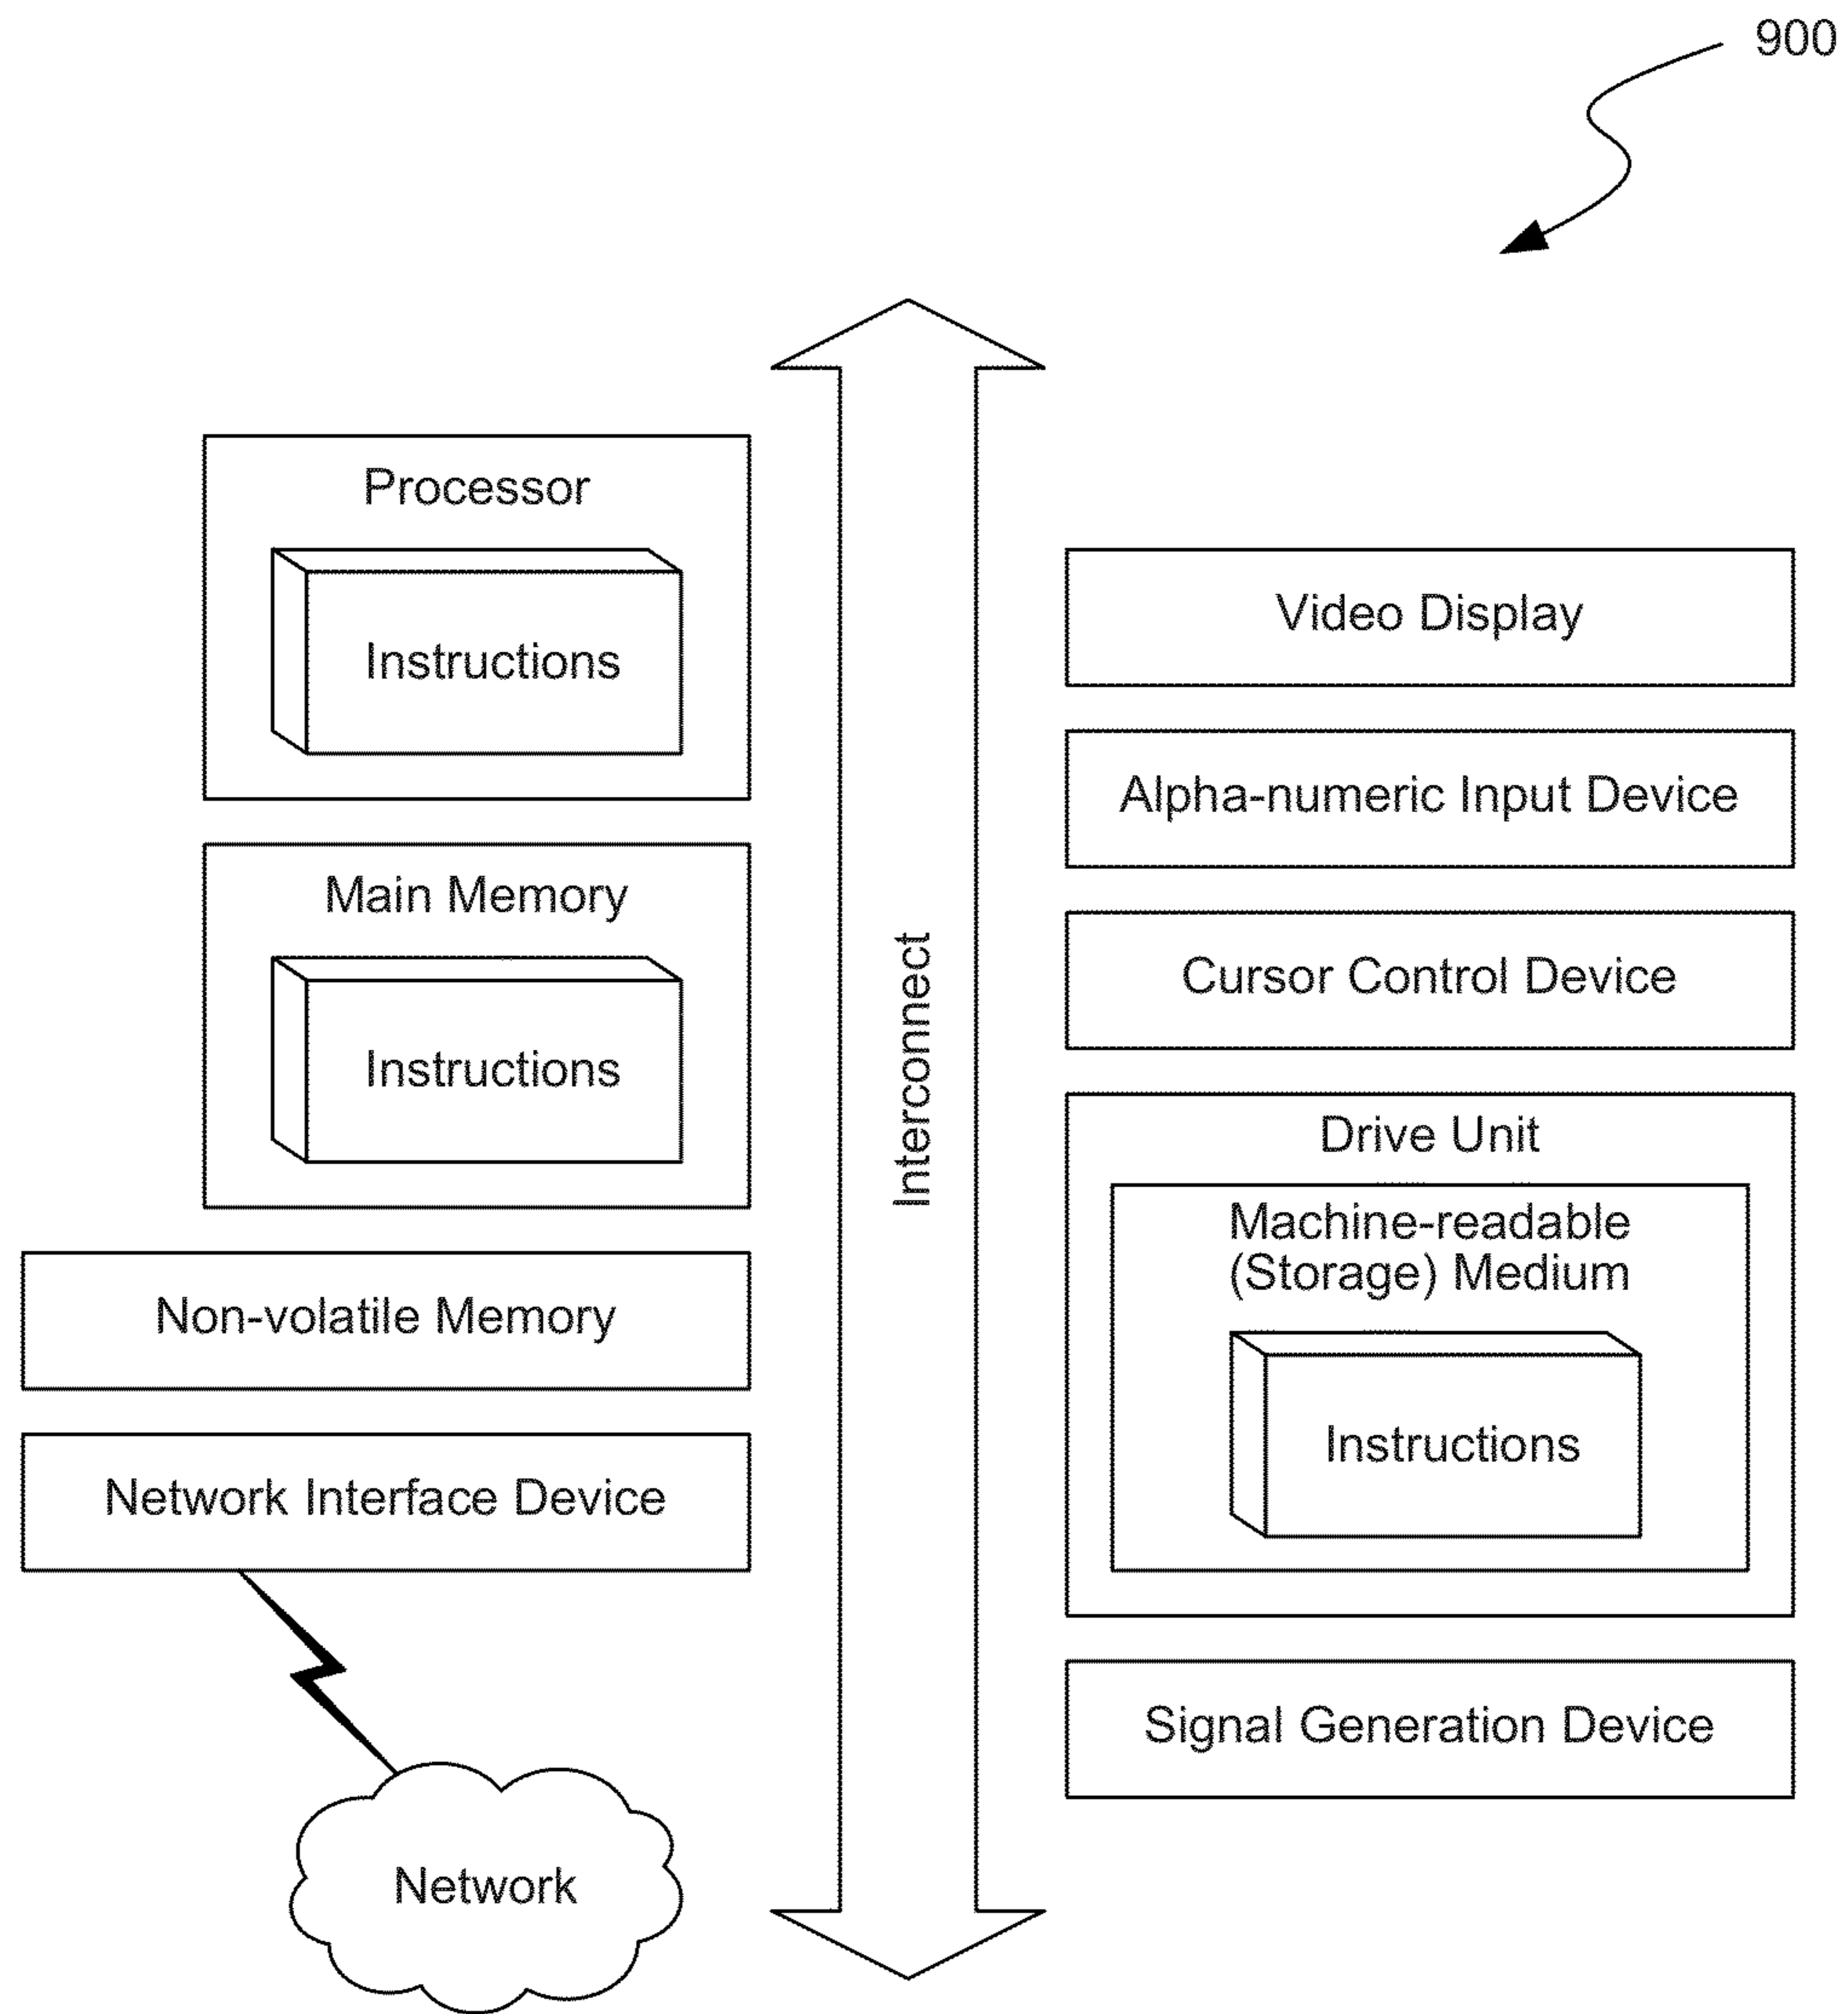 900
Processor
Instructions
Main Memory
Instructions
Non-volatile Memory
Network Interface Device
Network
Interconnect
Video Display
Alpha-numeric Input Device
Cursor Control Device
Drive Unit
Machine-readable
(Storage) Medium
Instructions
Signal Generation Device